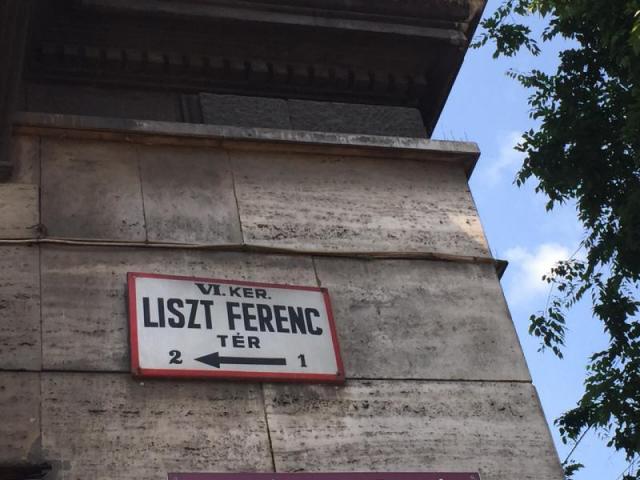 VI. KER.
LISZT FERENC
TÉR
2 ← 1